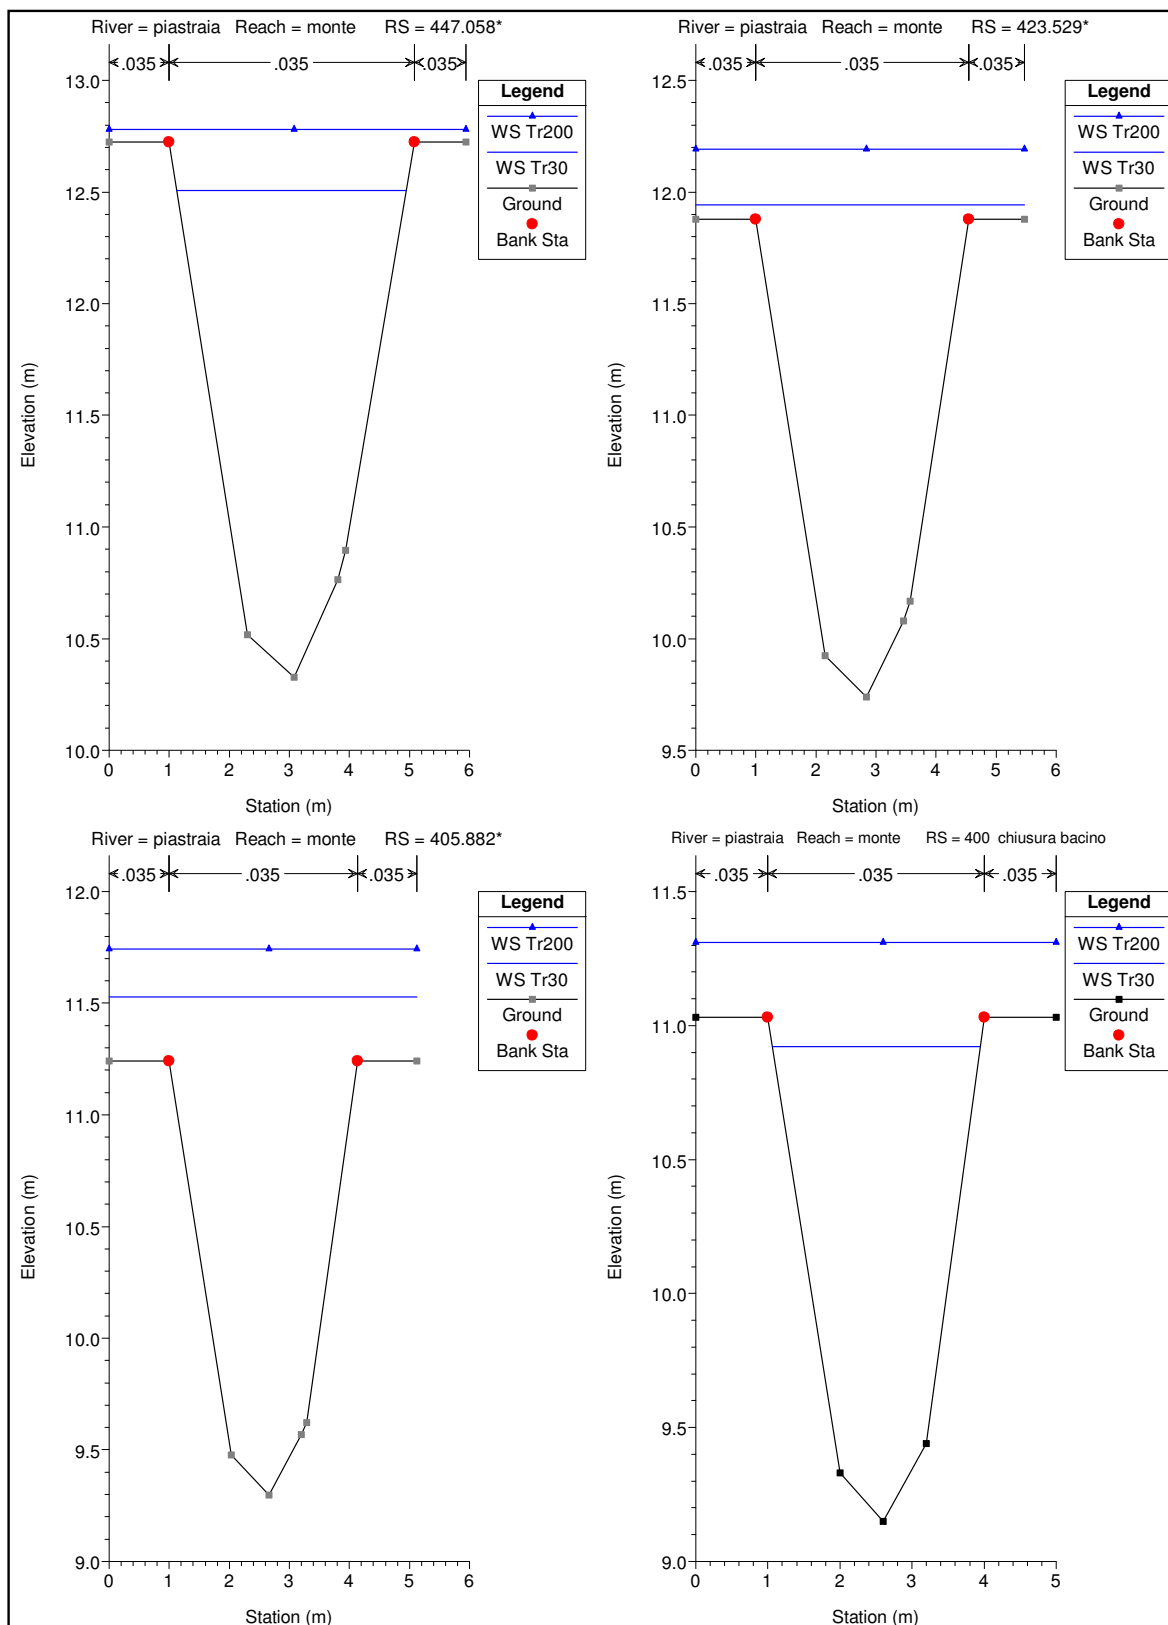 River = piastraia Reach = monte RS = 447.058*
.035 .035 .035
13.0
12.5
12.0
11.5
11.0
10.5
10.0
0 1 2 3 4 5 6
Station (m)
Elevation (m)
Legend
WS Tr200
WS Tr30
Ground
Bank Sta
River = piastraia Reach = monte RS = 423.529*
.035 .035 .035
12.5
12.0
11.5
11.0
10.5
10.0
9.5
0 1 2 3 4 5 6
Station (m)
Elevation (m)
Legend
WS Tr200
WS Tr30
Ground
Bank Sta
River = piastraia Reach = monte RS = 405.882*
.035 .035 .035
12.0
11.5
11.0
10.5
10.0
9.5
9.0
0 1 2 3 4 5 6
Station (m)
Elevation (m)
Legend
WS Tr200
WS Tr30
Ground
Bank Sta
River = piastraia Reach = monte RS = 400 chiusura bacino
.035 .035 .035
11.5
11.0
10.5
10.0
9.5
9.0
0 1 2 3 4 5
Station (m)
Elevation (m)
Legend
WS Tr200
WS Tr30
Ground
Bank Sta